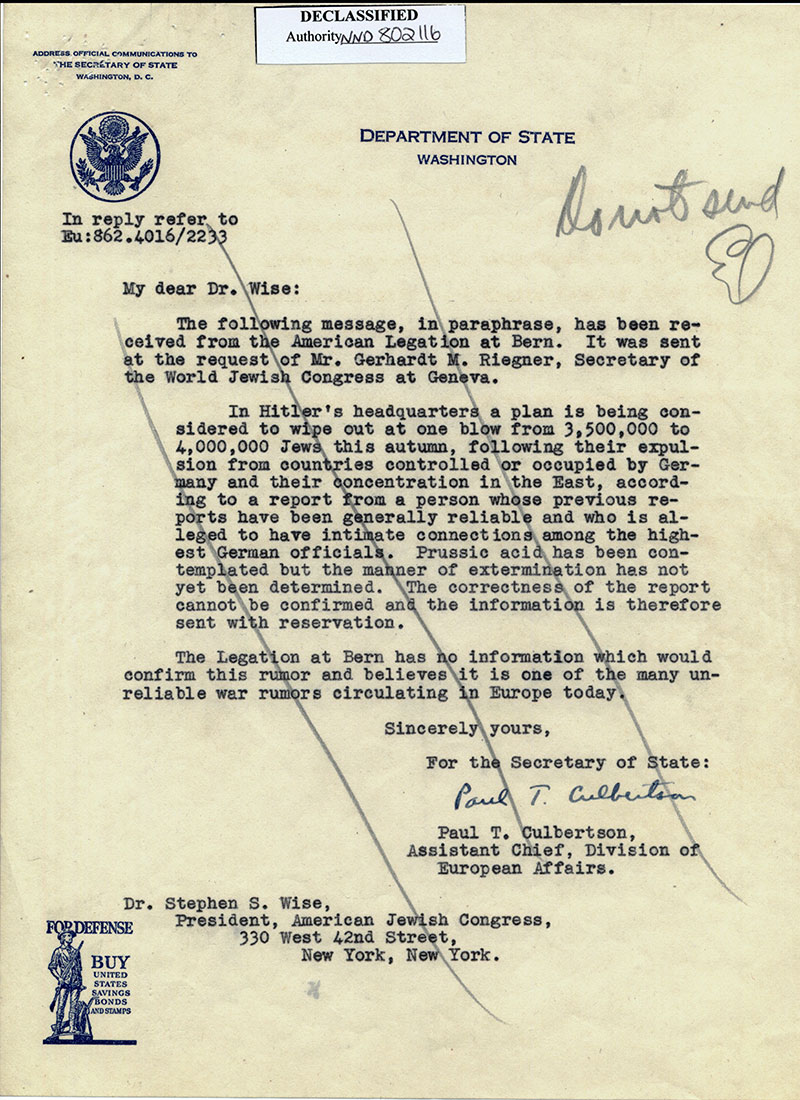 DECLASSIFIED
Authority NND 802116
ADDRESS OFFICIAL COMMUNICATIONS TO
THE SECRETARY OF STATE
WASHINGTON, D. C.
DEPARTMENT OF STATE
WASHINGTON
Do not send
In reply refer to
Eu:862.4016/2233
My dear Dr. Wise:
The following message, in paraphrase, has been re-
ceived from the American Legation at Bern. It was sent
at the request of Mr. Gerhardt M. Riegner, Secretary of
the World Jewish Congress at Geneva.
In Hitler's headquarters a plan is being con-
sidered to wipe out at one blow from 3,500,000 to
4,000,000 Jews this autumn, following their expul-
sion from countries controlled or occupied by Ger-
many and their concentration in the East, accord-
ing to a report from a person whose previous re-
ports have been generally reliable and who is al-
leged to have intimate connections among the high-
est German officials. Prussic acid has been con-
templated but the manner of extermination has not
yet been determined. The correctness of the report
cannot be confirmed and the information is therefore
sent with reservation.
The Legation at Bern has no information which would
confirm this rumor and believes it is one of the many un-
reliable war rumors circulating in Europe today.
Sincerely yours,
For the Secretary of State:
Paul T. Culbertson
Paul T. Culbertson,
Assistant Chief, Division of
European Affairs.
Dr. Stephen S. Wise,
President, American Jewish Congress,
330 West 42nd Street,
New York, New York.
FOR DEFENSE
BUY
UNITED
STATES
SAVINGS
BONDS
AND STAMPS